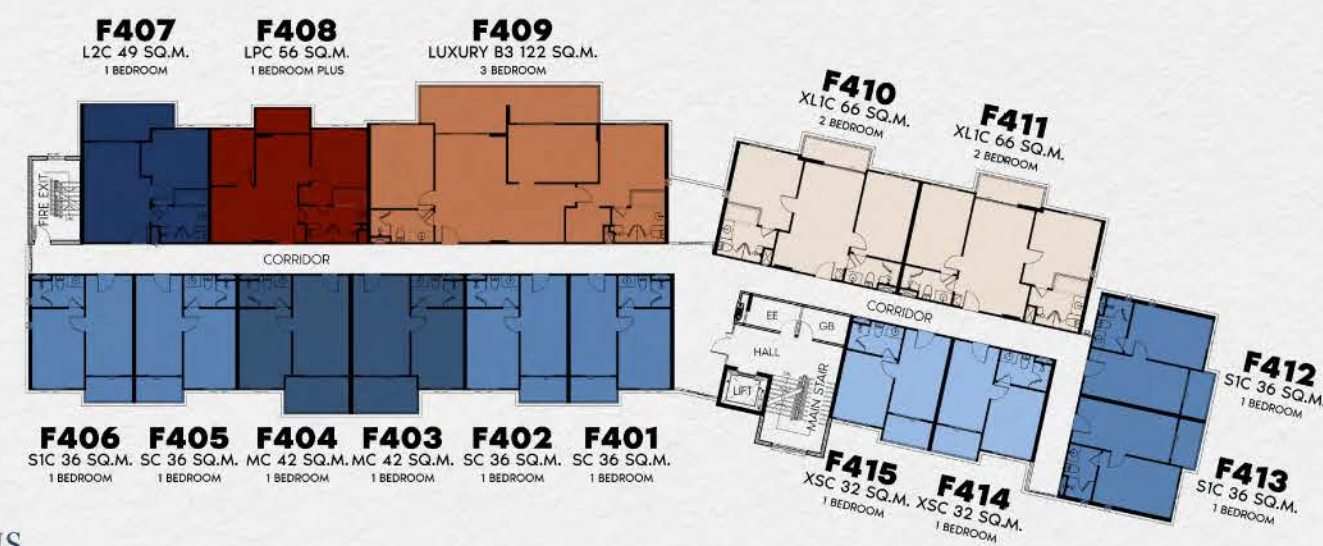 F407
L2C 49 SQ.M.
1 BEDROOM
F408
LPC 56 SQ.M.
1 BEDROOM PLUS
F409
LUXURY B3 122 SQ.M.
3 BEDROOM
F410
XL1C 66 SQ.M.
2 BEDROOM
F411
XL1C 66 SQ.M.
2 BEDROOM
FIRE EXIT
CORRIDOR
CORRIDOR
EE
GB
HALL
LIFT
MAIN STAIR
F412
S1C 36 SQ.M.
1 BEDROOM
F413
S1C 36 SQ.M.
1 BEDROOM
F406
S1C 36 SQ.M.
1 BEDROOM
F405
SC 36 SQ.M.
1 BEDROOM
F404
MC 42 SQ.M.
1 BEDROOM
F403
MC 42 SQ.M.
1 BEDROOM
F402
SC 36 SQ.M.
1 BEDROOM
F401
SC 36 SQ.M.
1 BEDROOM
F415
XSC 32 SQ.M.
1 BEDROOM
F414
XSC 32 SQ.M.
1 BEDROOM